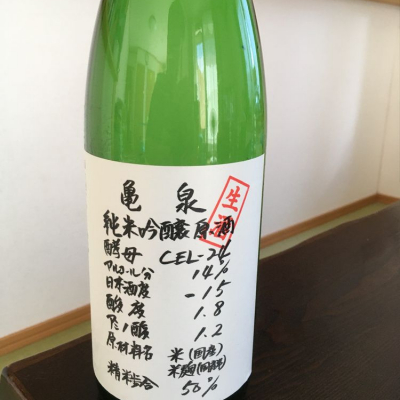 亀泉
生酒
純米吟醸原酒
酵母 CEL-24
アルコール分 14%
日本酒度 -15
酸度 1.8
アミノ酸 1.2
原材料名 米(国産)
米麹(国産米)
精米歩合 50%